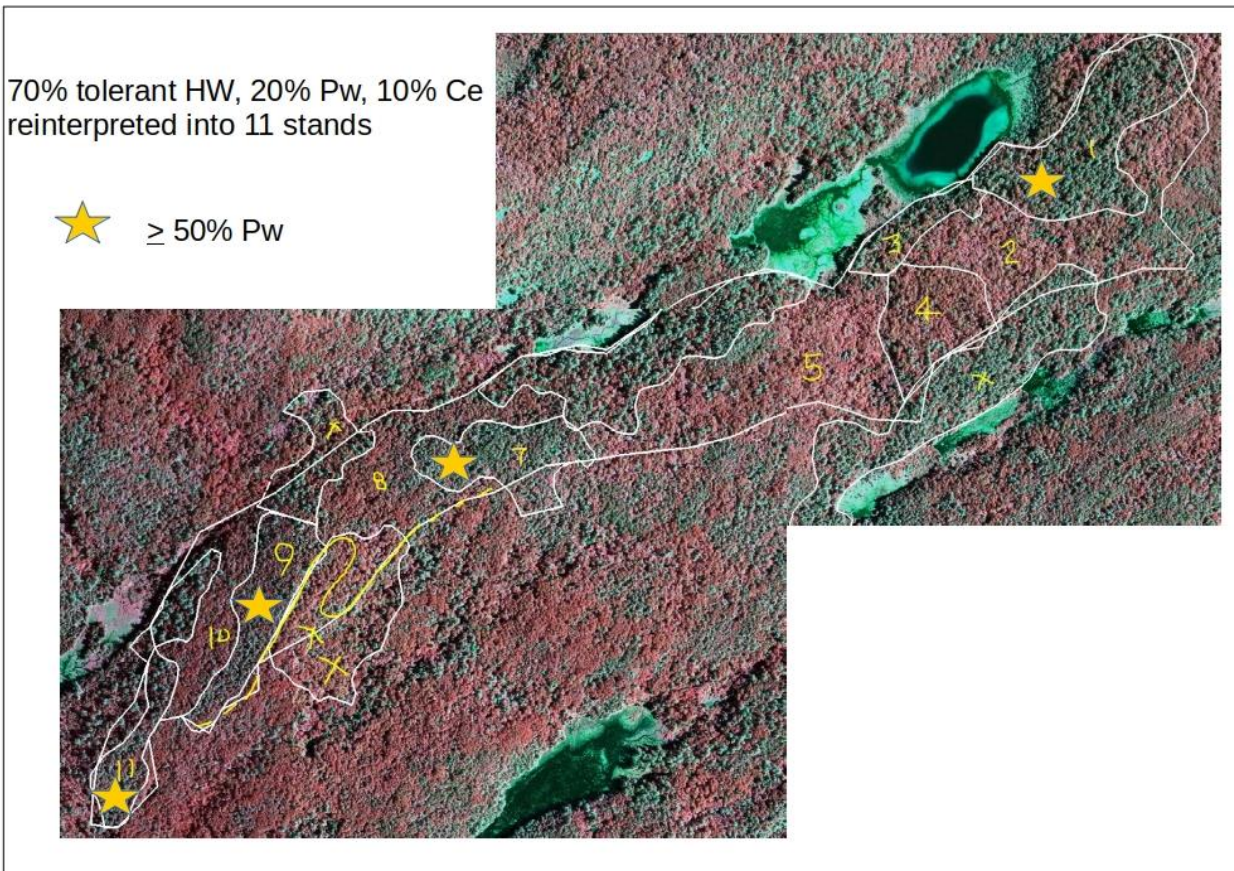 70% tolerant HW, 20% Pw, 10% Ce
reinterpreted into 11 stands
≥ 50% Pw
1
3
2
4
5
x
7
8
9
10
x
11